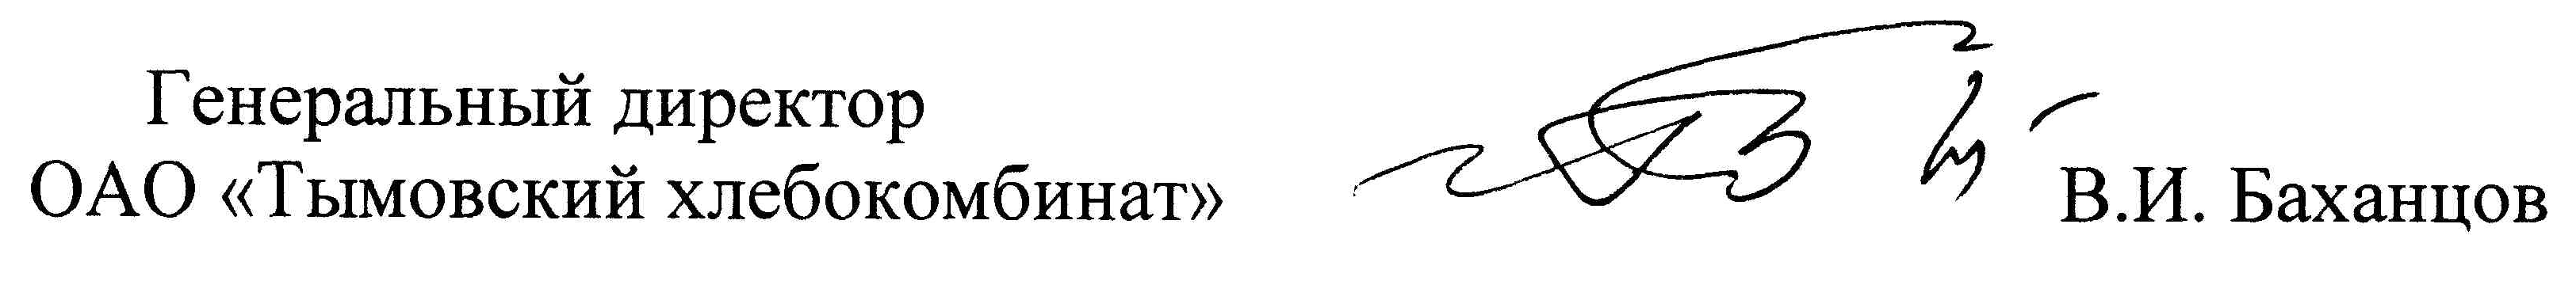 Генеральный директор
ОАО «Тымовский хлебокомбинат» В.И. Баханцов